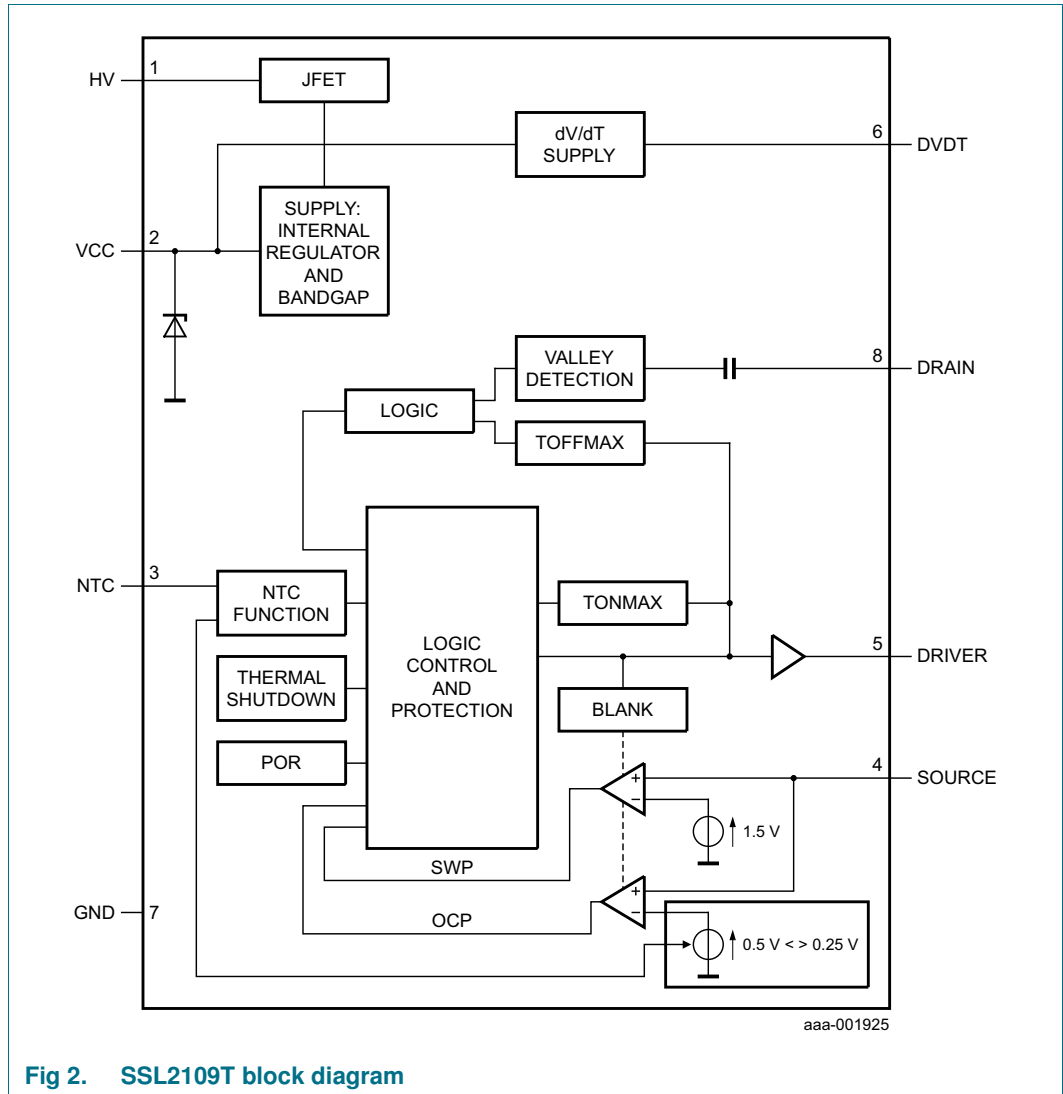 HV
1
JFET
dV/dT
SUPPLY
6
DVDT
SUPPLY:
INTERNAL
REGULATOR
AND
BANDGAP
VCC
2
VALLEY
DETECTION
8
DRAIN
LOGIC
TOFFMAX
NTC
3
NTC
FUNCTION
TONMAX
LOGIC
CONTROL
AND
PROTECTION
5
DRIVER
THERMAL
SHUTDOWN
BLANK
POR
4
SOURCE
+
−
1.5 V
SWP
+
−
GND
7
OCP
0.5 V < > 0.25 V
aaa-001925
Fig 2. SSL2109T block diagram